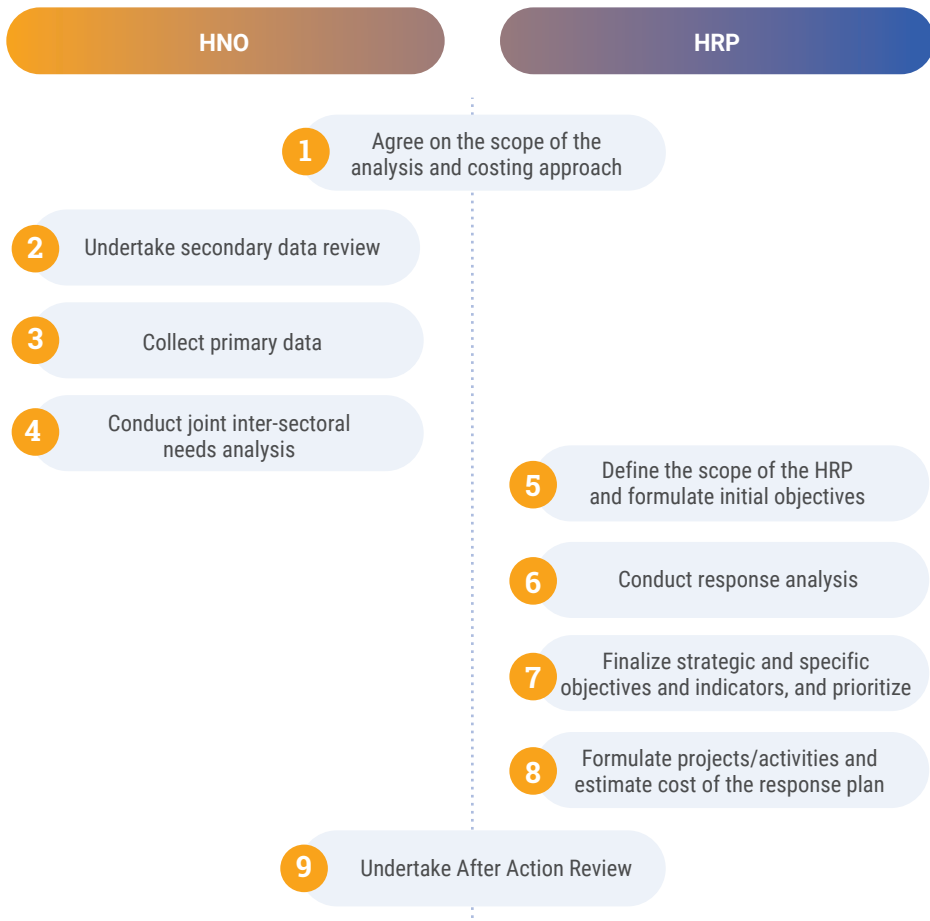 HNO
HRP
1
Agree on the scope of the
analysis and costing approach
2
Undertake secondary data review
3
Collect primary data
4
Conduct joint inter-sectoral
needs analysis
5
Define the scope of the HRP
and formulate initial objectives
6
Conduct response analysis
7
Finalize strategic and specific
objectives and indicators, and prioritize
8
Formulate projects/activities and
estimate cost of the response plan
9
Undertake After Action Review